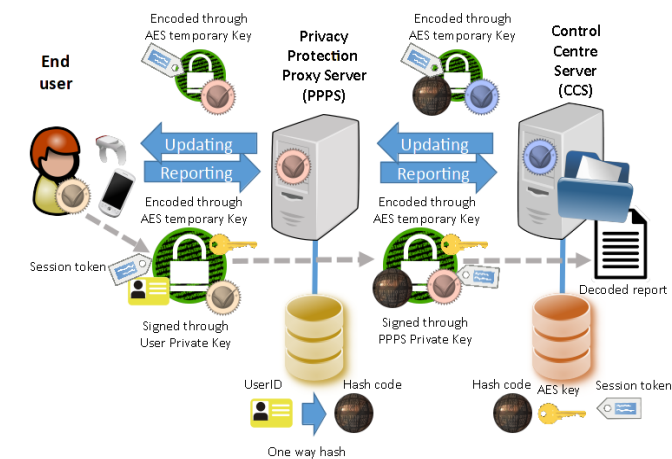 Encoded through
AES temporary Key
Encoded through
AES temporary Key
End
user
Privacy
Protection
Proxy Server
(PPPS)
Control
Centre
Server
(CCS)
Updating
Reporting
Updating
Reporting
Encoded through
AES temporary Key
Encoded through
AES temporary Key
Session token
Decoded report
Signed through
User Private Key
Signed through
PPPS Private Key
UserID
Hash code
Hash code
AES key
Session token
One way hash